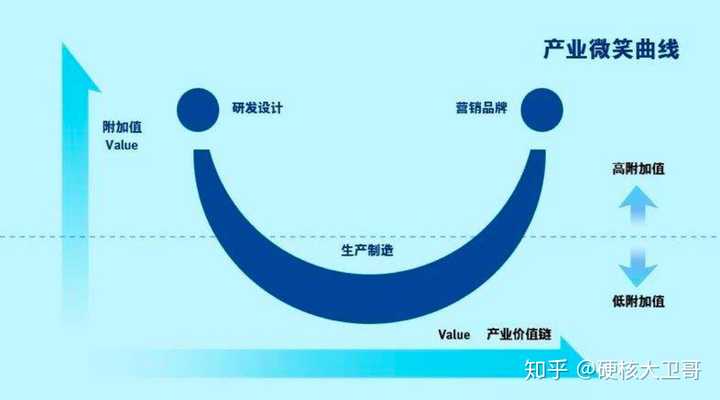 产业微笑曲线
研发设计
营销品牌
附加值
Value
高附加值
生产制造
低附加值
Value 产业价值链
知乎 @硬核大卫哥